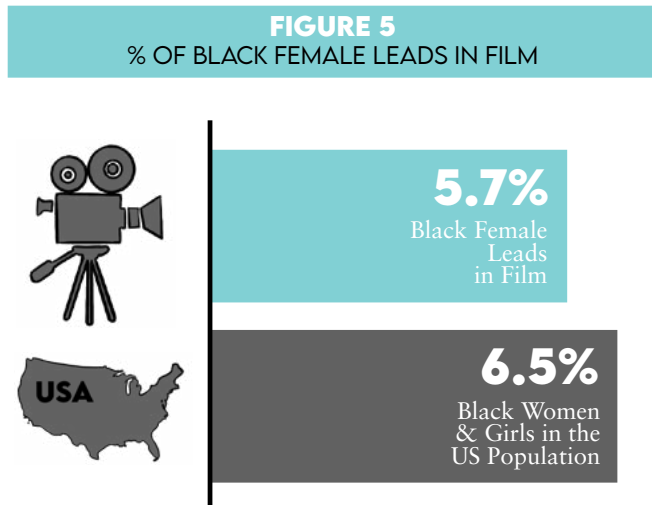 FIGURE 5
% OF BLACK FEMALE LEADS IN FILM
5.7%
Black Female
Leads
in Film
USA
6.5%
Black Women
& Girls in the
US Population